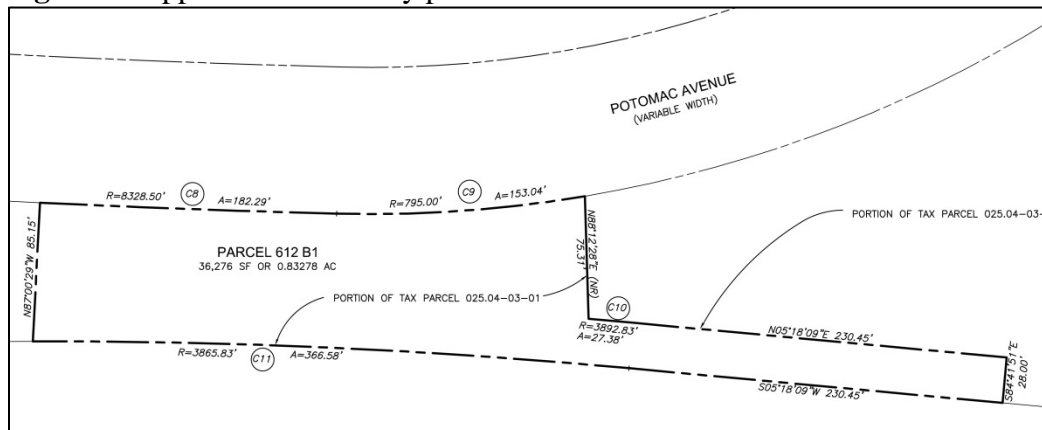 POTOMAC AVENUE
(VARIABLE WIDTH)
R=8328.50'
C8
A=182.29'
R=795.00'
C9
A=153.04'
N87°00'29"W 85.15'
PARCEL 612 B1
36,276 SF OR 0.83278 AC
N88°12'28"E (NR)
75.31'
PORTION OF TAX PARCEL 025.04-03-
PORTION OF TAX PARCEL 025.04-03-01
C10
R=3892.83'
A=27.38'
N05°18'09"E 230.45'
R=3865.83'
C11
A=366.58'
S05°18'09"W 230.45'
S84°41'51"E
28.00'